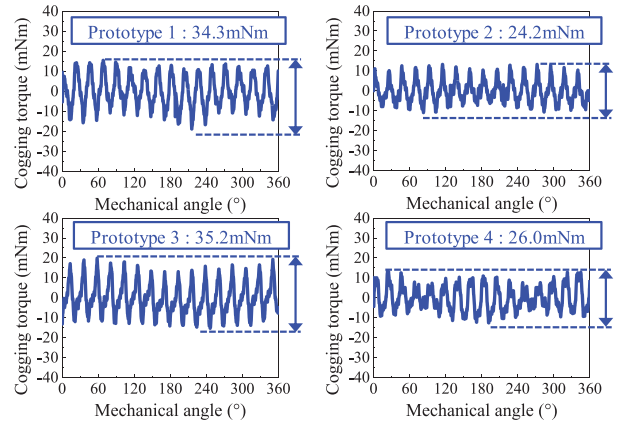 Prototype 1 : 34.3mNm
Cogging torque (mNm)
40
30
20
10
0
-10
-20
-30
-40
0 60 120 180 240 300 360
Mechanical angle (°)
Prototype 2 : 24.2mNm
Cogging torque (mNm)
40
30
20
10
0
-10
-20
-30
-40
0 60 120 180 240 300 360
Mechanical angle (°)
Prototype 3 : 35.2mNm
Cogging torque (mNm)
40
30
20
10
0
-10
-20
-30
-40
0 60 120 180 240 300 360
Mechanical angle (°)
Prototype 4 : 26.0mNm
Cogging torque (mNm)
40
30
20
10
0
-10
-20
-30
-40
0 60 120 180 240 300 360
Mechanical angle (°)